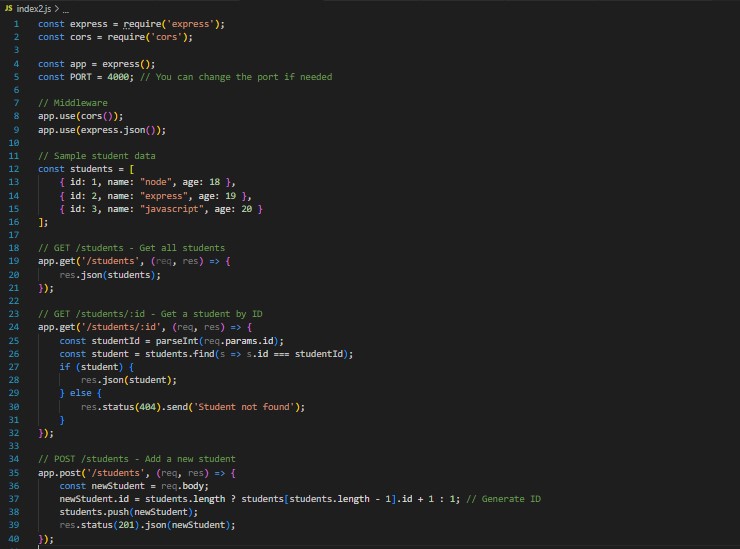 JS index2.js > ...
1 const express = require('express');
2 const cors = require('cors');
3
4 const app = express();
5 const PORT = 4000; // You can change the port if needed
6
7 // Middleware
8 app.use(cors());
9 app.use(express.json());
10
11 // Sample student data
12 const students = [
13     { id: 1, name: "node", age: 18 },
14     { id: 2, name: "express", age: 19 },
15     { id: 3, name: "javascript", age: 20 }
16 ];
17
18 // GET /students - Get all students
19 app.get('/students', (req, res) => {
20     res.json(students);
21 });
22
23 // GET /students/:id - Get a student by ID
24 app.get('/students/:id', (req, res) => {
25     const studentId = parseInt(req.params.id);
26     const student = students.find(s => s.id === studentId);
27     if (student) {
28         res.json(student);
29     } else {
30         res.status(404).send('Student not found');
31     }
32 });
33
34 // POST /students - Add a new student
35 app.post('/students', (req, res) => {
36     const newStudent = req.body;
37     newStudent.id = students.length ? students[students.length - 1].id + 1 : 1; // Generate ID
38     students.push(newStudent);
39     res.status(201).json(newStudent);
40 });